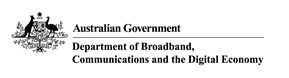 Australian Government
Department of Broadband,
Communications and the Digital Economy